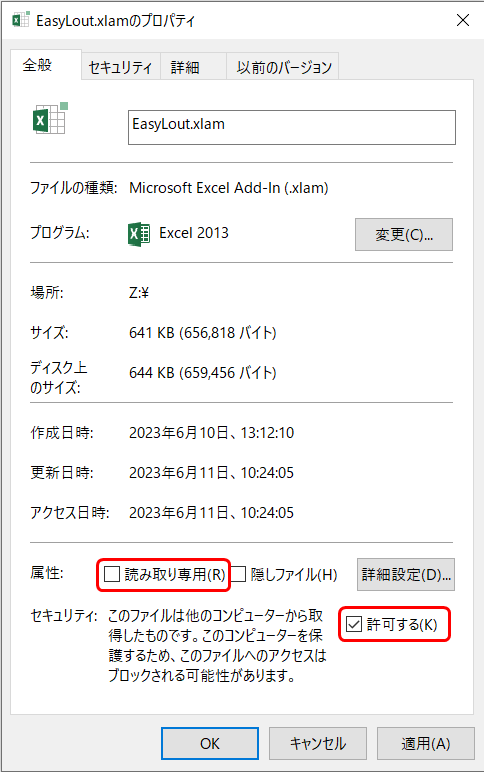 EasyLout.xlamのプロパティ
全般 セキュリティ 詳細 以前のバージョン
EasyLout.xlam
ファイルの種類: Microsoft Excel Add-In (.xlam)
プログラム: Excel 2013 変更(C)...
場所: Z:¥
サイズ: 641 KB (656,818 バイト)
ディスク上
のサイズ: 644 KB (659,456 バイト)
作成日時: 2023年6月10日、13:12:10
更新日時: 2023年6月11日、10:24:05
アクセス日時: 2023年6月11日、10:24:05
属性: 読み取り専用(R) 隠しファイル(H) 詳細設定(D)...
セキュリティ: このファイルは他のコンピューターから取
得したものです。このコンピューターを保
護するため、このファイルへのアクセスは
ブロックされる可能性があります。
許可する(K)
OK キャンセル 適用(A)